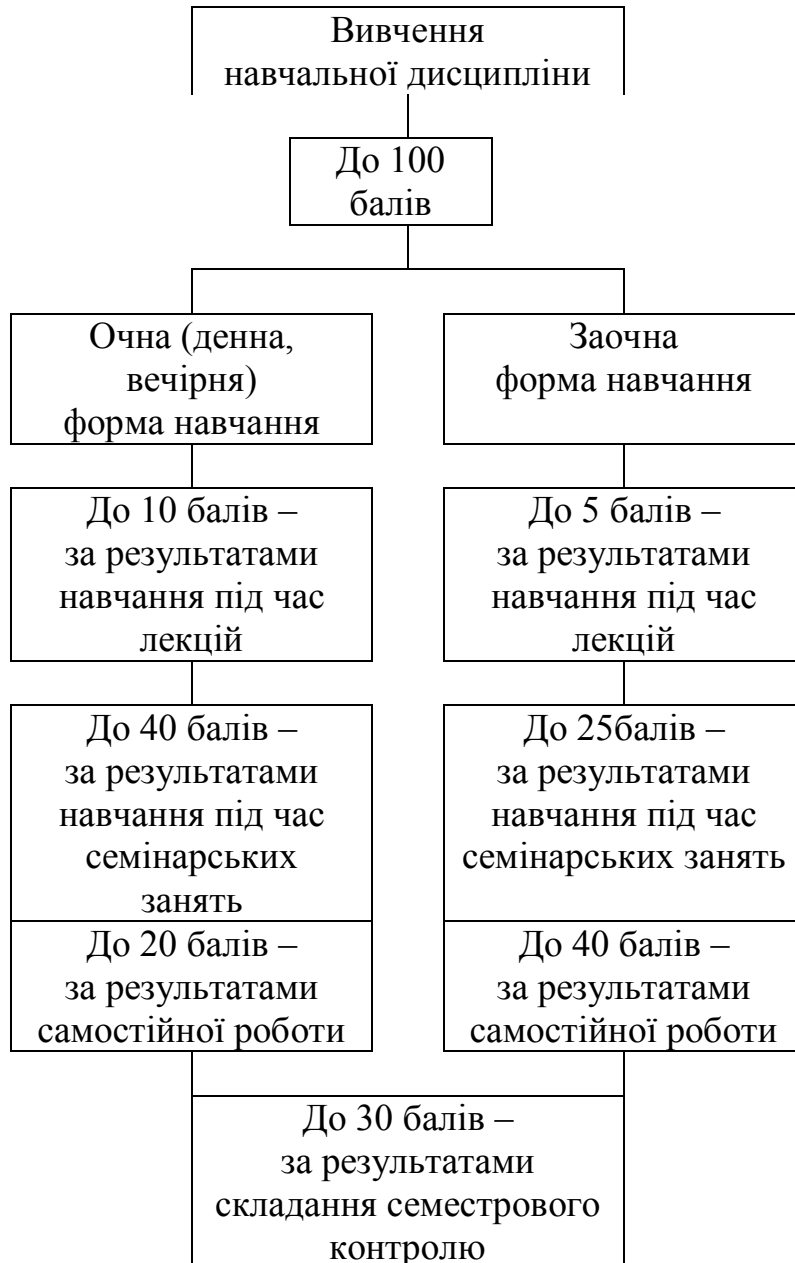 Вивчення
навчальної дисципліни
До 100
балів
Очна (денна,
вечірня)
форма навчання
Заочна
форма навчання
До 10 балів –
за результатами
навчання під час
лекцій
До 5 балів –
за результатами
навчання під час
лекцій
До 40 балів –
за результатами
навчання під час
семінарських
занять
До 25балів –
за результатами
навчання під час
семінарських занять
До 20 балів –
за результатами
самостійної роботи
До 40 балів –
за результатами
самостійної роботи
До 30 балів –
за результатами
складання семестрового
контролю